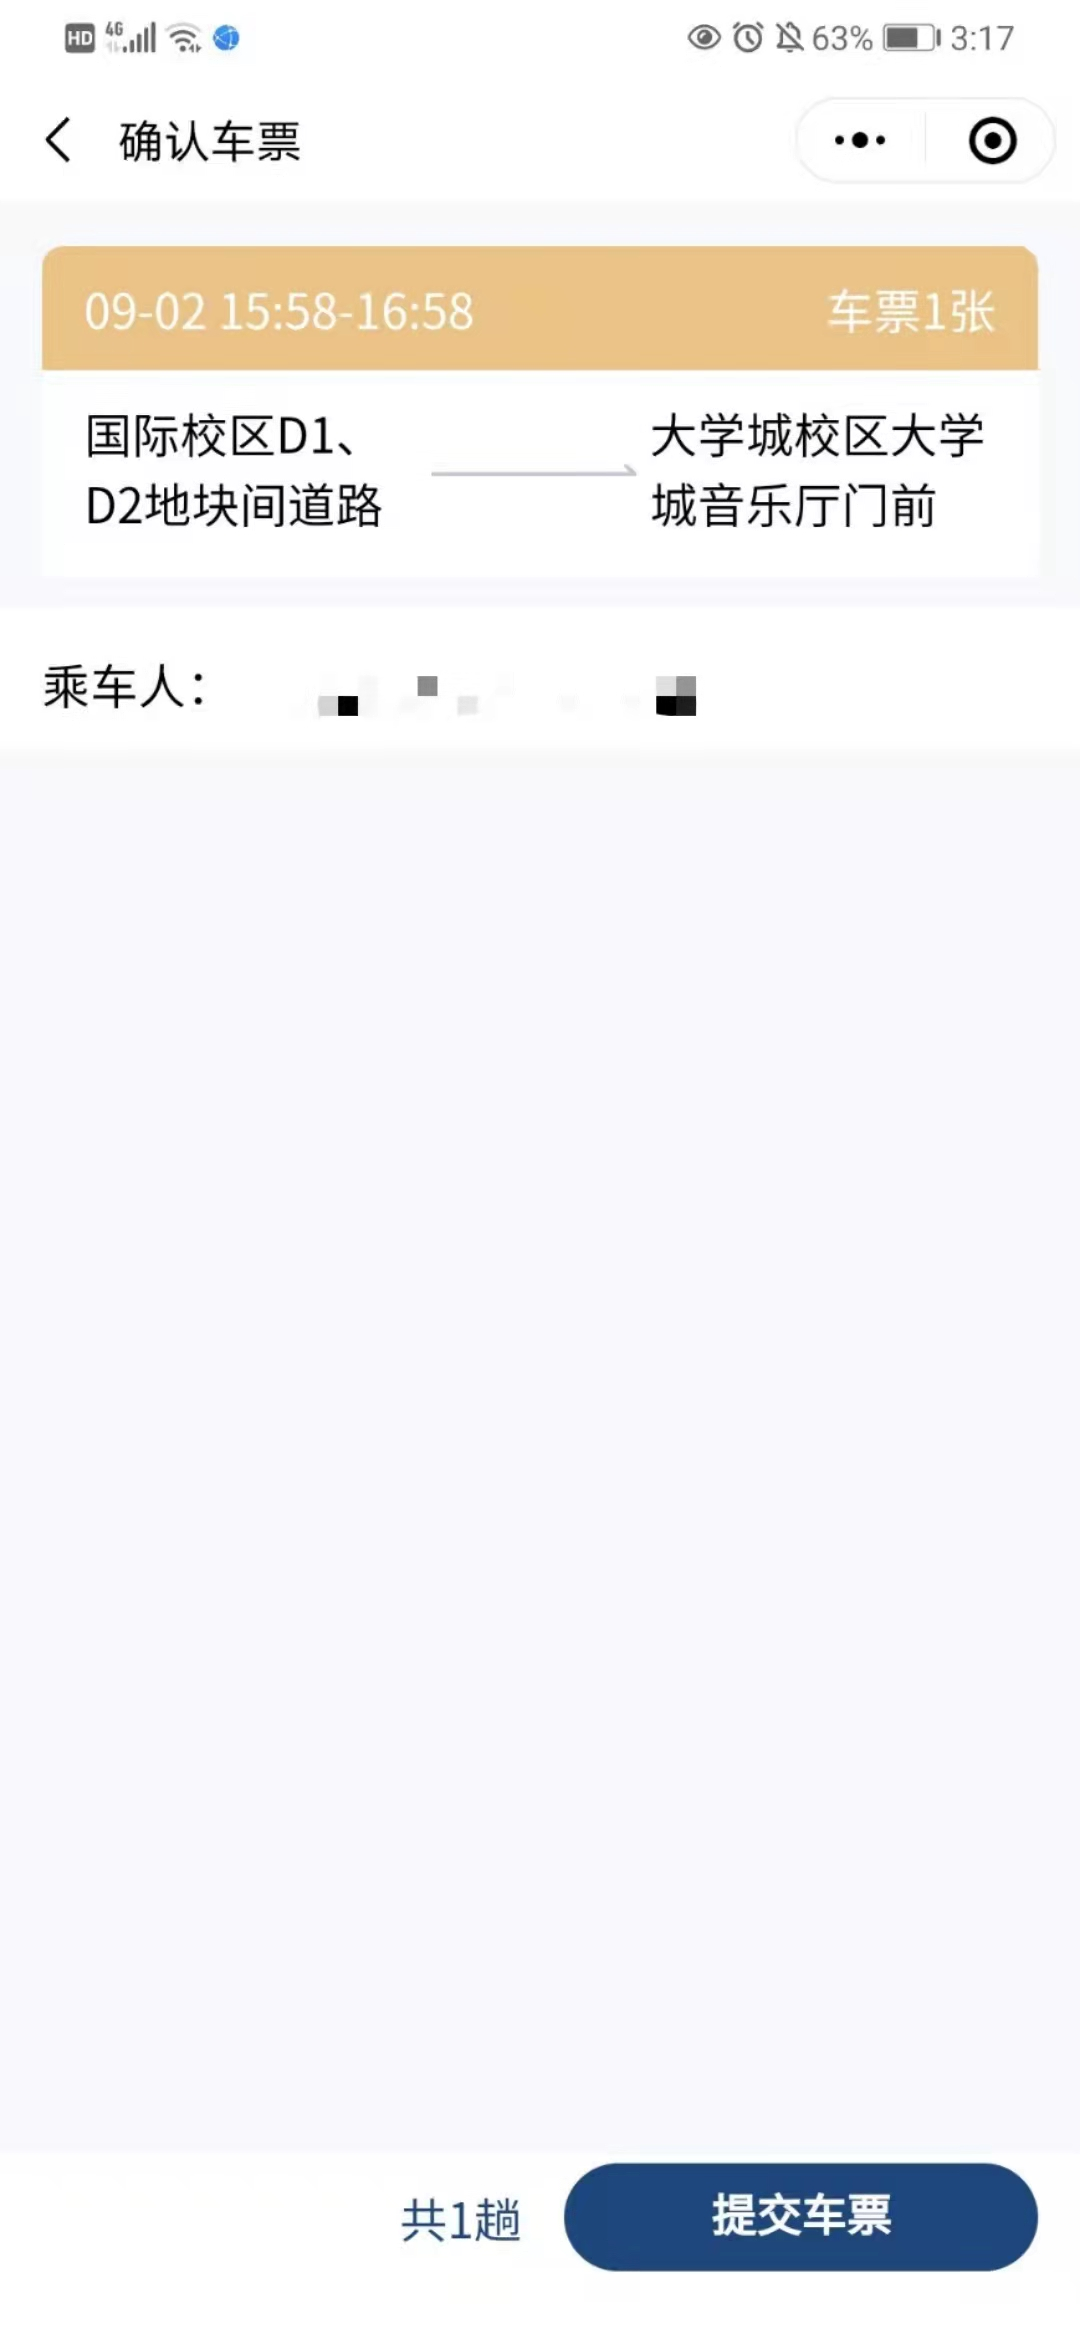 HD 4G 63% 3:17
确认车票
09-02 15:58-16:58 车票1张
国际校区D1、
D2地块间道路
大学城校区大学
城音乐厅门前
乘车人：
共1趟 提交车票